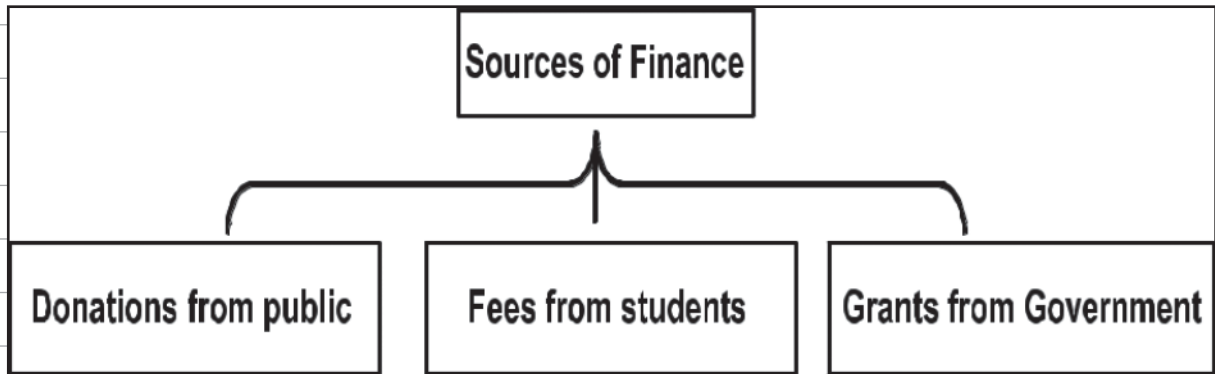 Sources of Finance
Donations from public
Fees from students
Grants from Government